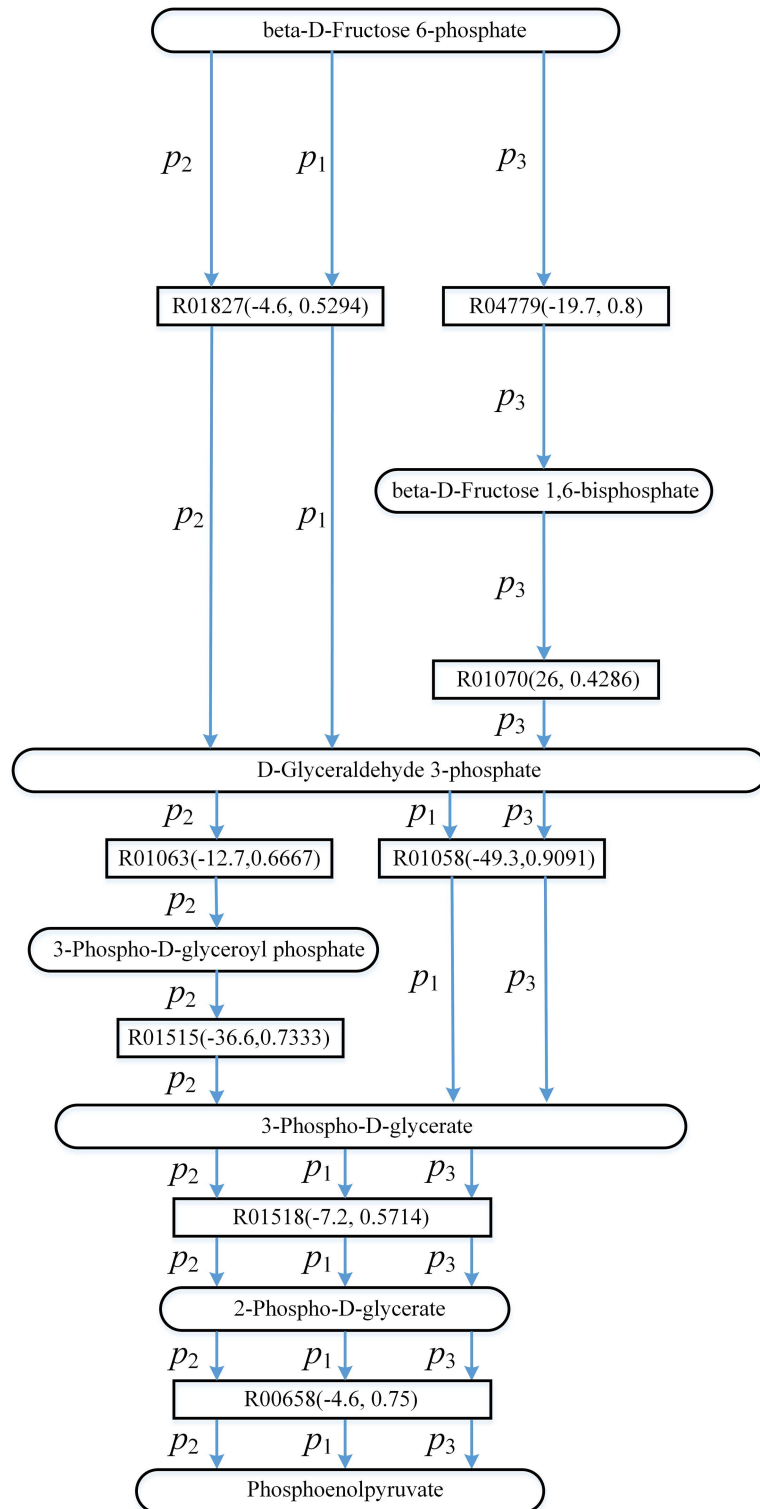 beta-D-Fructose 6-phosphate
p2 p1 p3
R01827(-4.6, 0.5294) R04779(-19.7, 0.8)
p3
beta-D-Fructose 1,6-bisphosphate
p2 p1
p3
R01070(26, 0.4286)
p3
D-Glyceraldehyde 3-phosphate
p2 p1 p3
R01063(-12.7,0.6667) R01058(-49.3,0.9091)
p2
3-Phospho-D-glyceroyl phosphate
p1 p3
p2
R01515(-36.6,0.7333)
p2
3-Phospho-D-glycerate
p2 p1 p3
R01518(-7.2, 0.5714)
p2 p1 p3
2-Phospho-D-glycerate
p2 p1 p3
R00658(-4.6, 0.75)
p2 p1 p3
Phosphoenolpyruvate